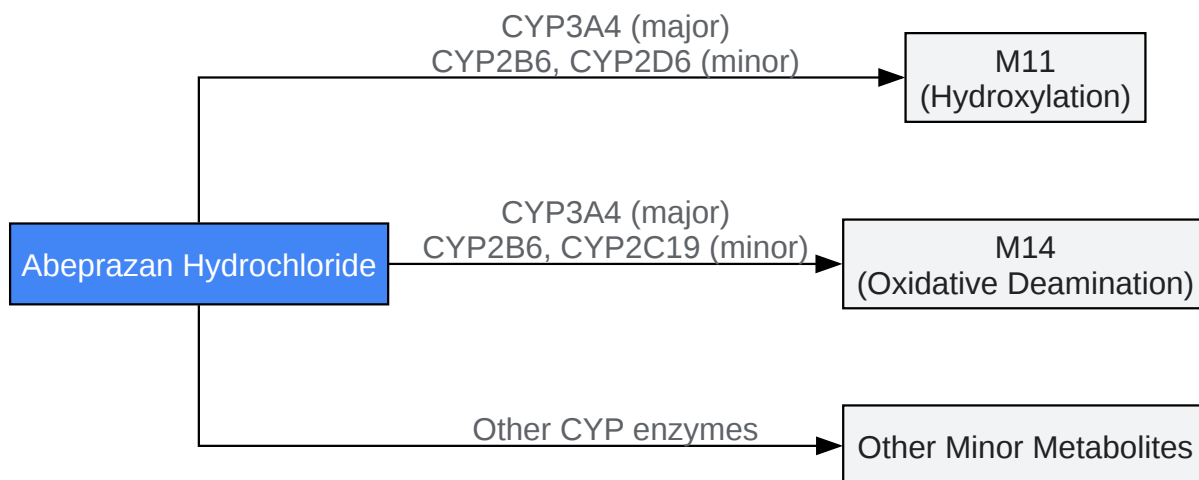 CYP3A4 (major)
CYP2B6, CYP2D6 (minor)
M11
(Hydroxylation)
Abeprazan Hydrochloride
CYP3A4 (major)
CYP2B6, CYP2C19 (minor)
M14
(Oxidative Deamination)
Other CYP enzymes
Other Minor Metabolites